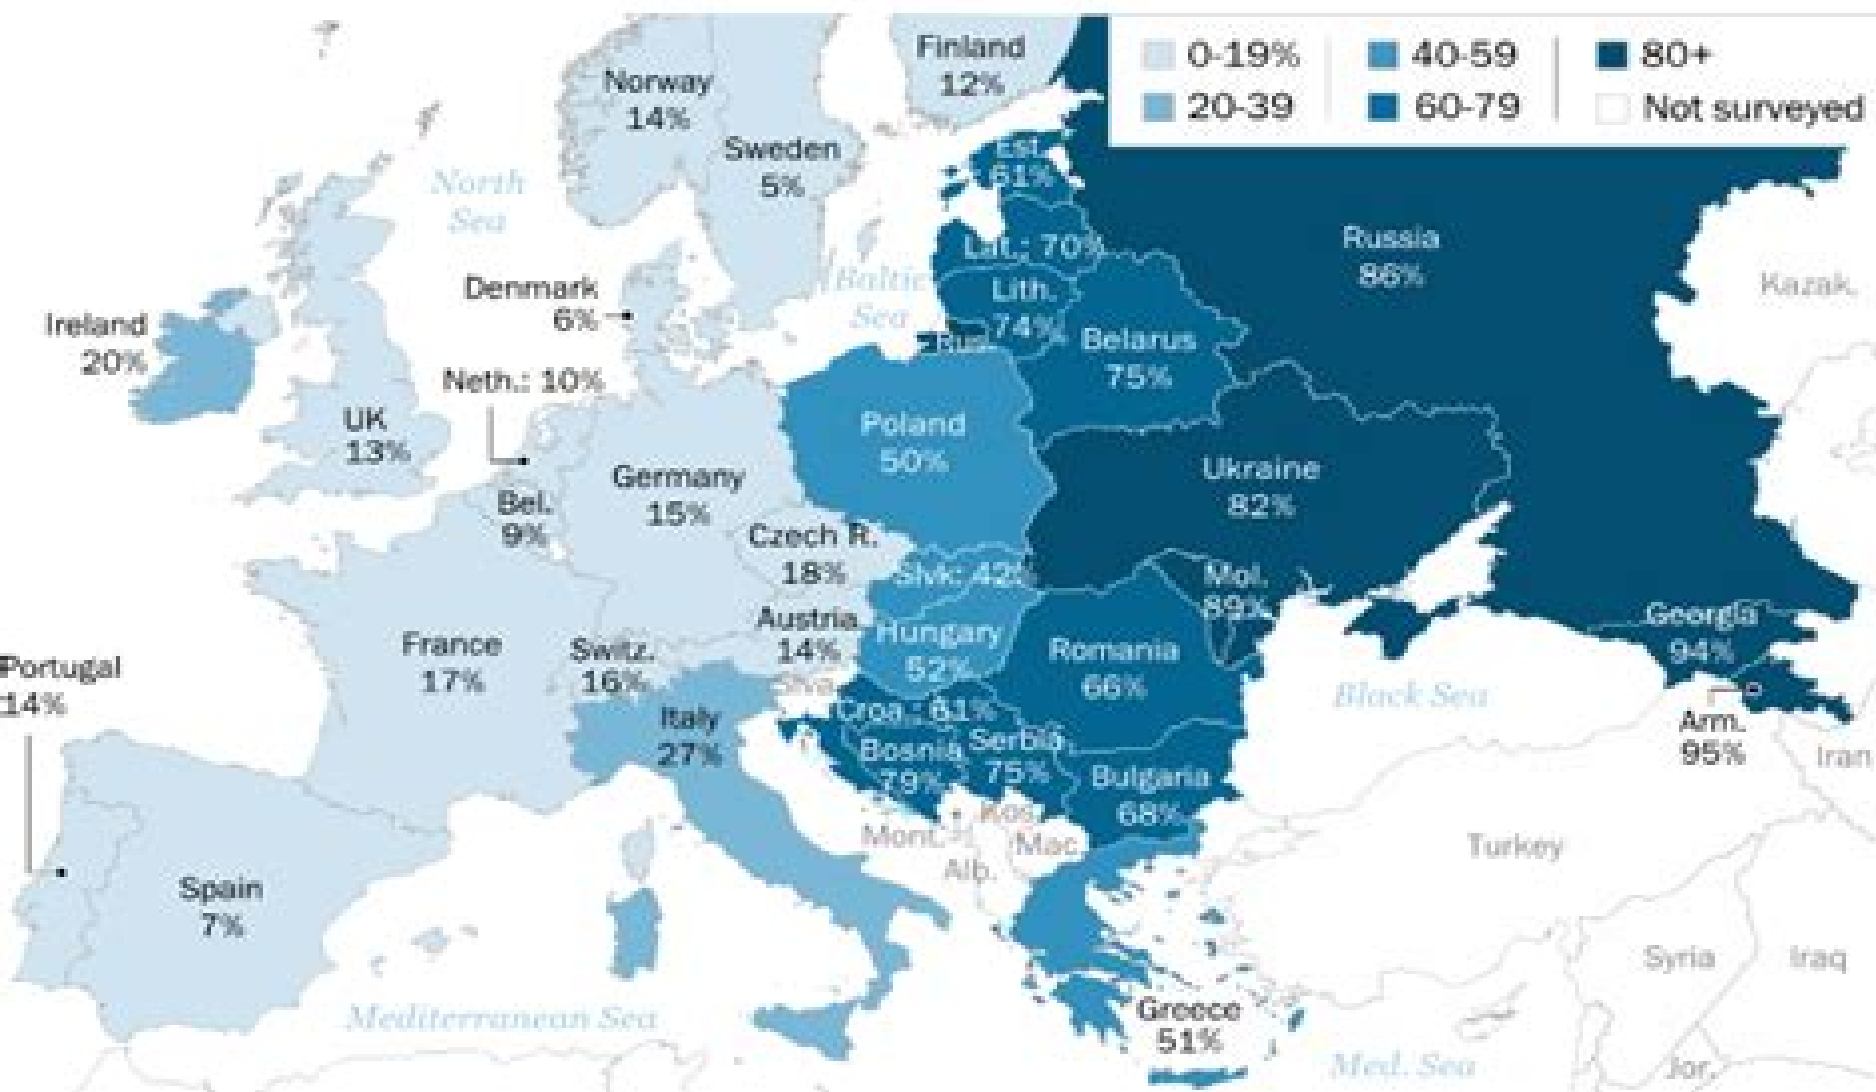 0-19%
20-39
40-59
60-79
80+
Not surveyed
Finland
12%
Norway
14%
Sweden
5%
North
Sea
Est.
61%
Russia
86%
Lat.: 70%
Kazak.
Denmark
6%
Baltic
Sea
Lith.
74%
Ireland
20%
Rus.
Belarus
75%
Neth.: 10%
UK
13%
Poland
50%
Germany
15%
Ukraine
82%
Bel.
9%
Czech R.
18%
Slvk: 42%
Mol.
89%
Austria
14%
Georgia
94%
France
17%
Switz.
16%
Hungary
52%
Romania
66%
Portugal
14%
Slva.
Black Sea
Croa.: 61%
Italy
27%
Arm.
95%
Iran
Bosnia
79%
Serbia
75%
Bulgaria
68%
Kos.
Mont.
Mac.
Alb.
Turkey
Spain
7%
Syria
Iraq
Greece
51%
Mediterranean Sea
Med. Sea
Jor.